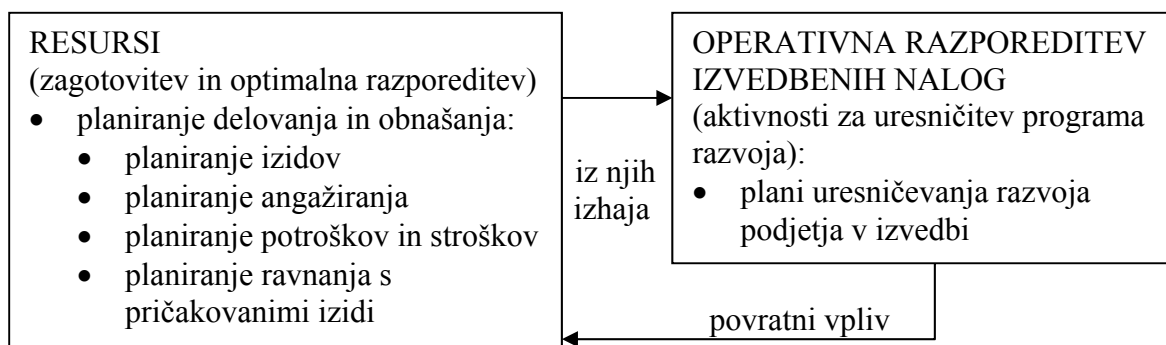 RESURSI
(zagotovitev in optimalna razporeditev)
• planiranje delovanja in obnašanja:
• planiranje izidov
• planiranje angažiranja
• planiranje potroškov in stroškov
• planiranje ravnanja s
pričakovanimi izidi
iz njih
izhaja
OPERATIVNA RAZPOREDITEV
IZVEDBENIH NALOG
(aktivnosti za uresničitev programa
razvoja):
• plani uresničevanja razvoja
podjetja v izvedbi
povratni vpliv